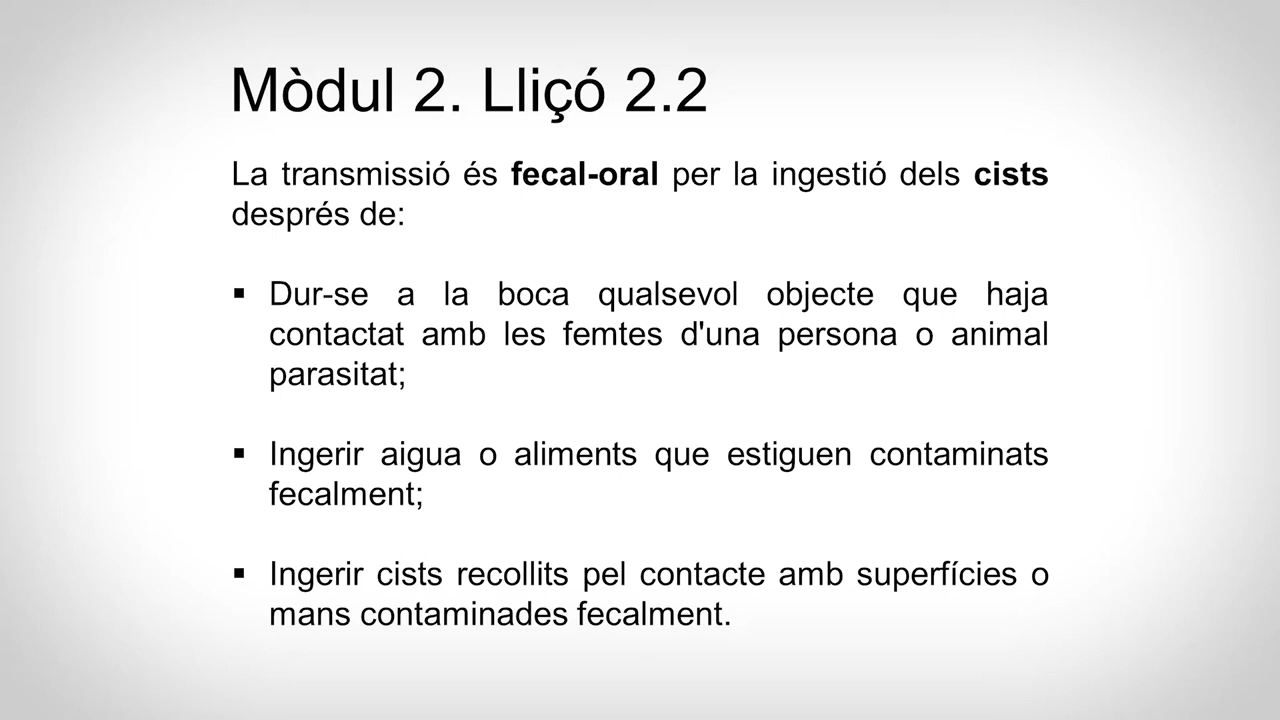 Mòdul 2. Lliçó 2.2
La transmissió és fecal-oral per la ingestió dels cists
després de:
▪ Dur-se a la boca qualsevol objecte que haja
contactat amb les femtes d'una persona o animal
parasitat;
▪ Ingerir aigua o aliments que estiguen contaminats
fecalment;
▪ Ingerir cists recollits pel contacte amb superfícies o
mans contaminades fecalment.